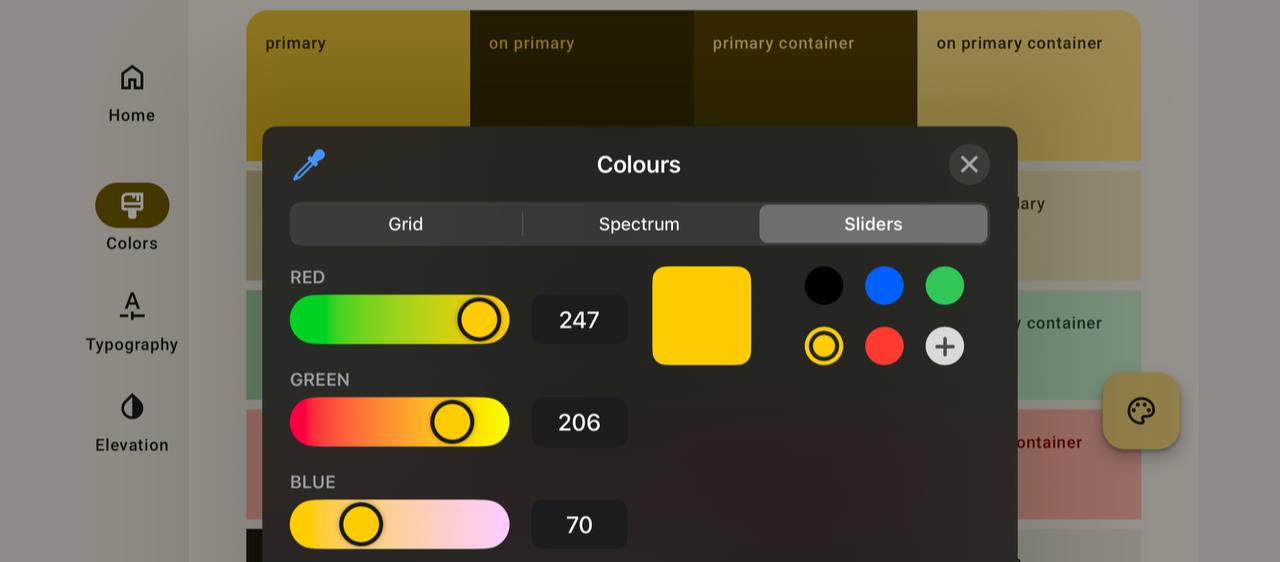 primary
on primary
primary container
on primary container
Home
Colours
Grid
Spectrum
Sliders
lary
Colors
RED
247
GREEN
206
BLUE
70
y container
ontainer
Typography
Elevation